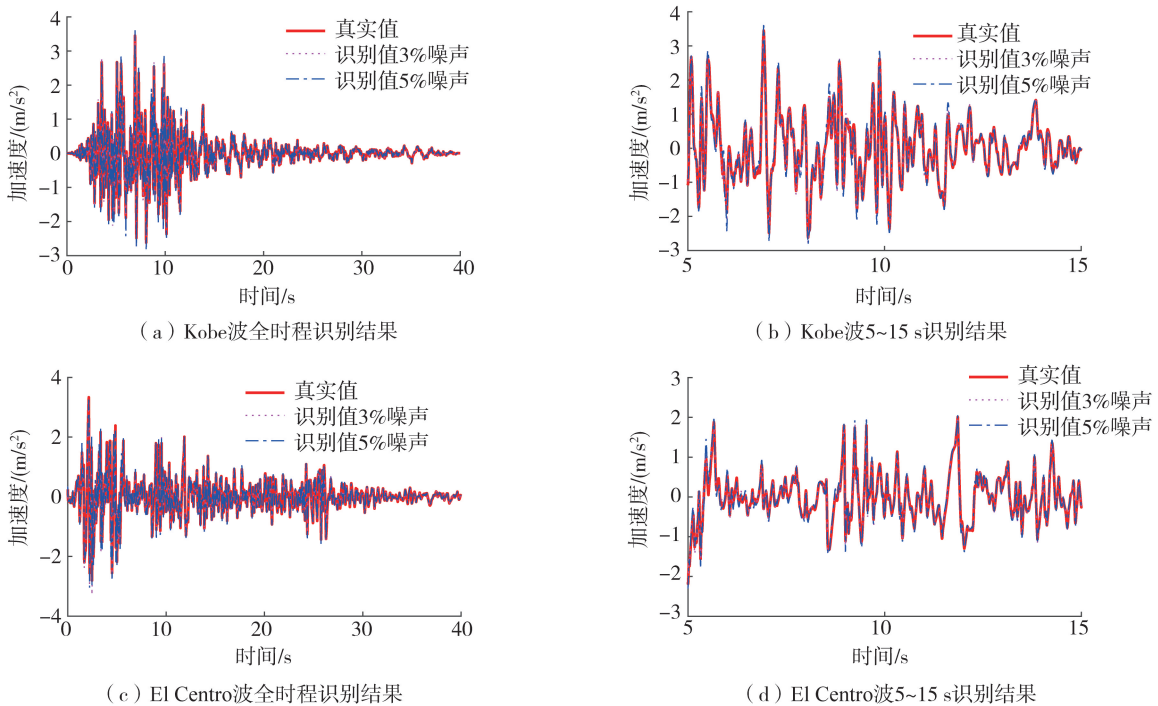 加速度/(m/s²)
4
3
2
1
0
−1
−2
−3
0
10
20
30
40
时间/s
真实值
识别值3%噪声
识别值5%噪声
（a）Kobe波全时程识别结果
加速度/(m/s²)
4
3
2
1
0
−1
−2
−3
5
10
15
时间/s
真实值
识别值3%噪声
识别值5%噪声
（b）Kobe波5~15 s识别结果
加速度/(m/s²)
4
2
0
−2
−4
0
10
20
30
40
时间/s
真实值
识别值3%噪声
识别值5%噪声
（c）El Centro波全时程识别结果
加速度/(m/s²)
3
2
1
0
−1
−2
−3
5
10
15
时间/s
真实值
识别值3%噪声
识别值5%噪声
（d）El Centro波5~15 s识别结果